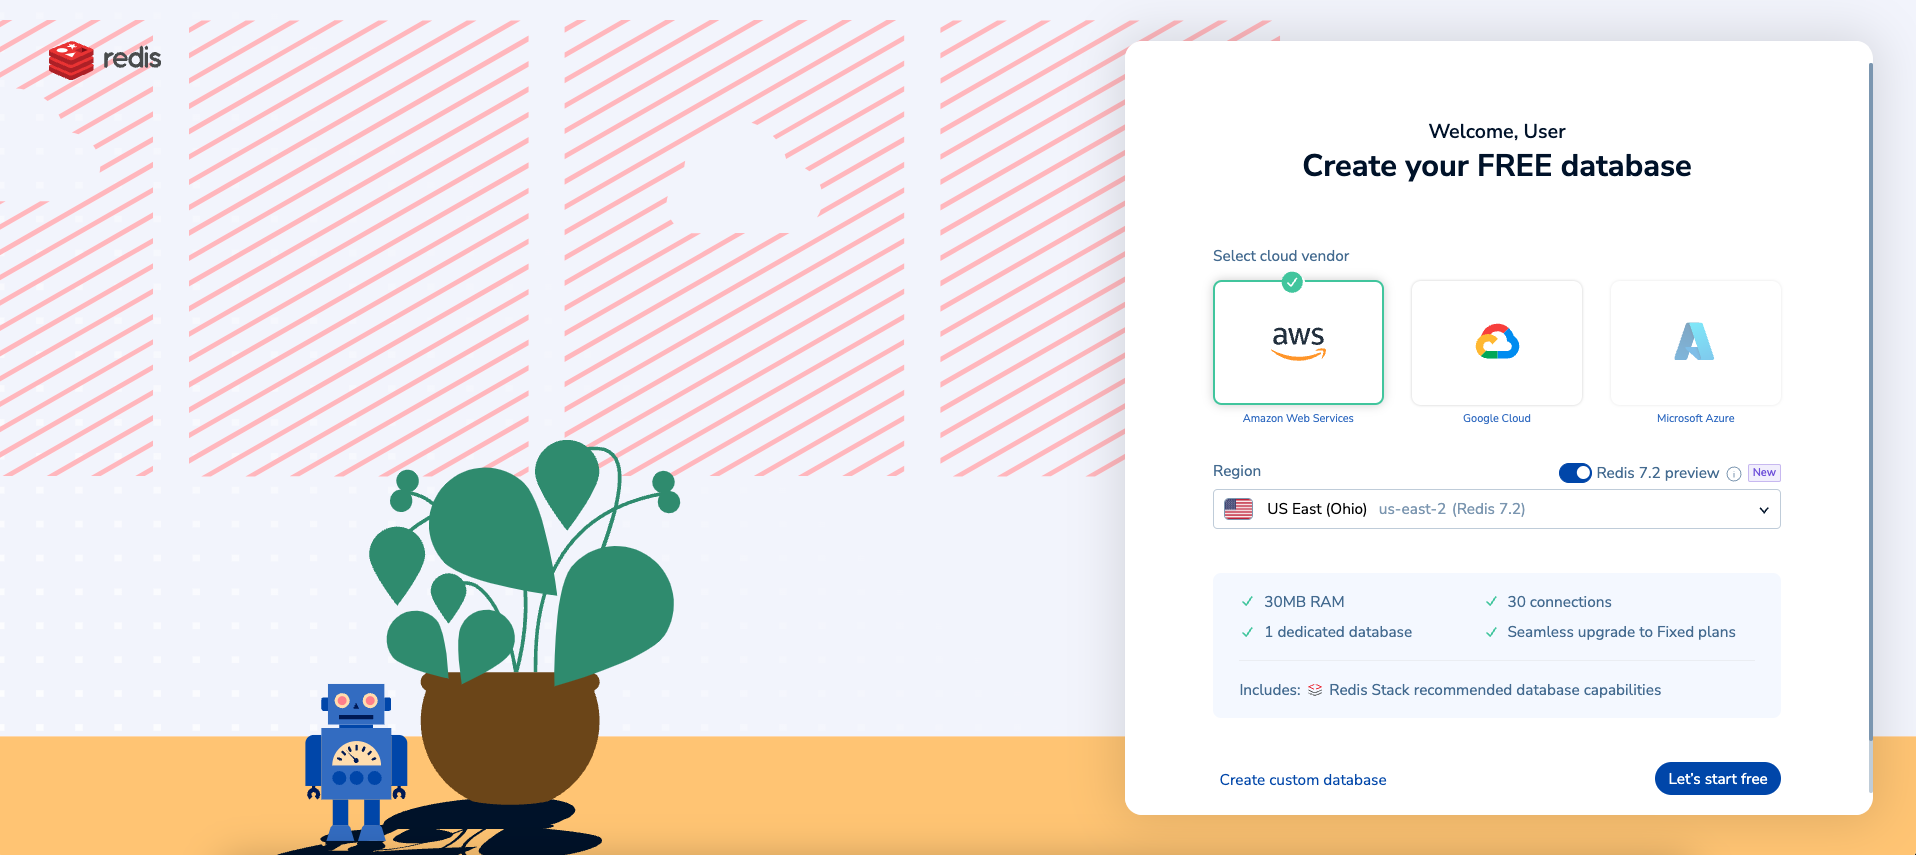 redis
Welcome, User
Create your FREE database
Select cloud vendor
aws
Amazon Web Services
Google Cloud
Microsoft Azure
Region
Redis 7.2 preview
New
US East (Ohio) us-east-2 (Redis 7.2)
30MB RAM
30 connections
1 dedicated database
Seamless upgrade to Fixed plans
Includes: Redis Stack recommended database capabilities
Create custom database
Let's start free